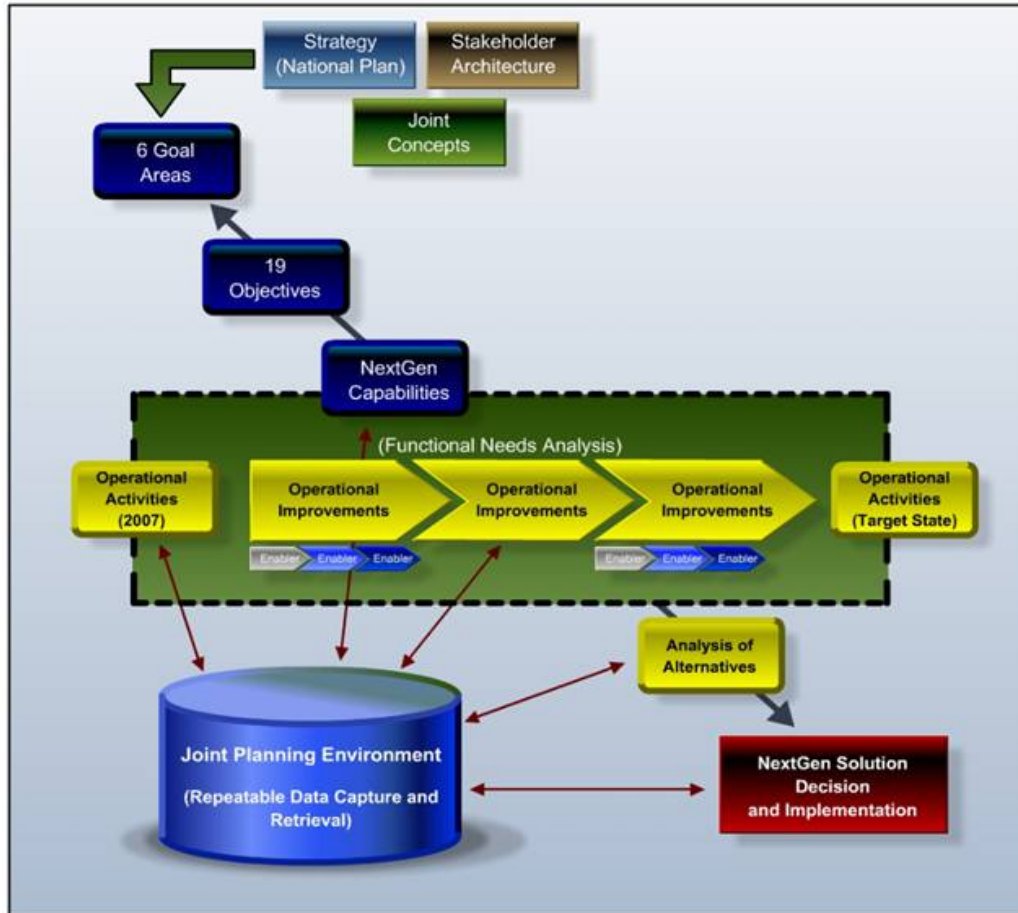 Strategy
(National Plan)
Stakeholder
Architecture
Joint
Concepts
6 Goal
Areas
19
Objectives
NextGen
Capabilities
(Functional Needs Analysis)
Operational
Activities
(2007)
Operational
Improvements
Operational
Improvements
Operational
Improvements
Operational
Activities
(Target State)
Enabler Enabler Enabler
Enabler Enabler Enabler
Analysis of
Alternatives
Joint Planning Environment
(Repeatable Data Capture and
Retrieval)
NextGen Solution
Decision
and Implementation